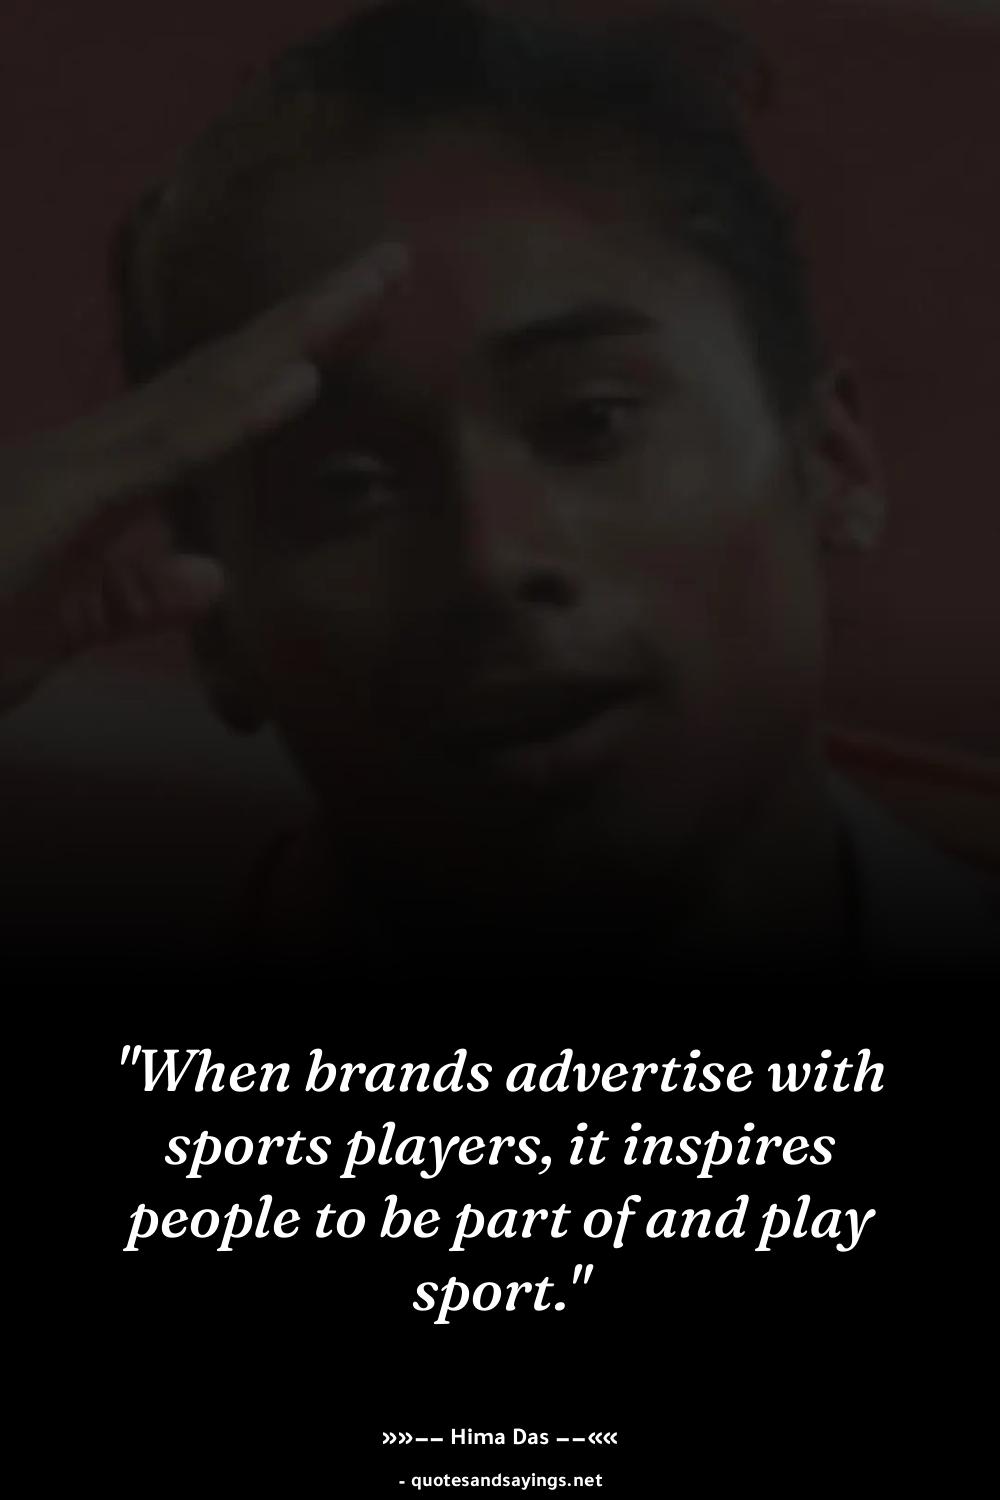 "When brands advertise with
sports players, it inspires
people to be part of and play
sport."
»»–– Hima Das ––««
- quotesandsayings.net